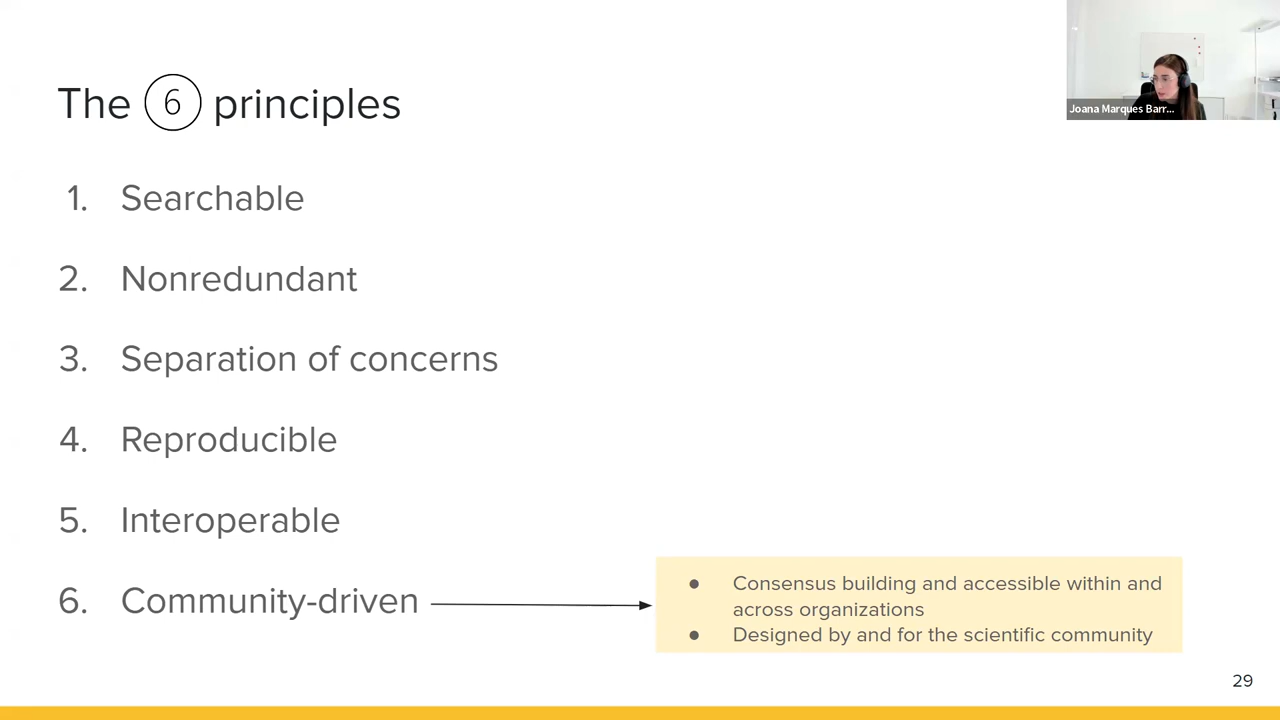 The 6 principles
Joana Marques Barr...
1. Searchable
2. Nonredundant
3. Separation of concerns
4. Reproducible
5. Interoperable
6. Community-driven
● Consensus building and accessible within and
across organizations
● Designed by and for the scientific community
29